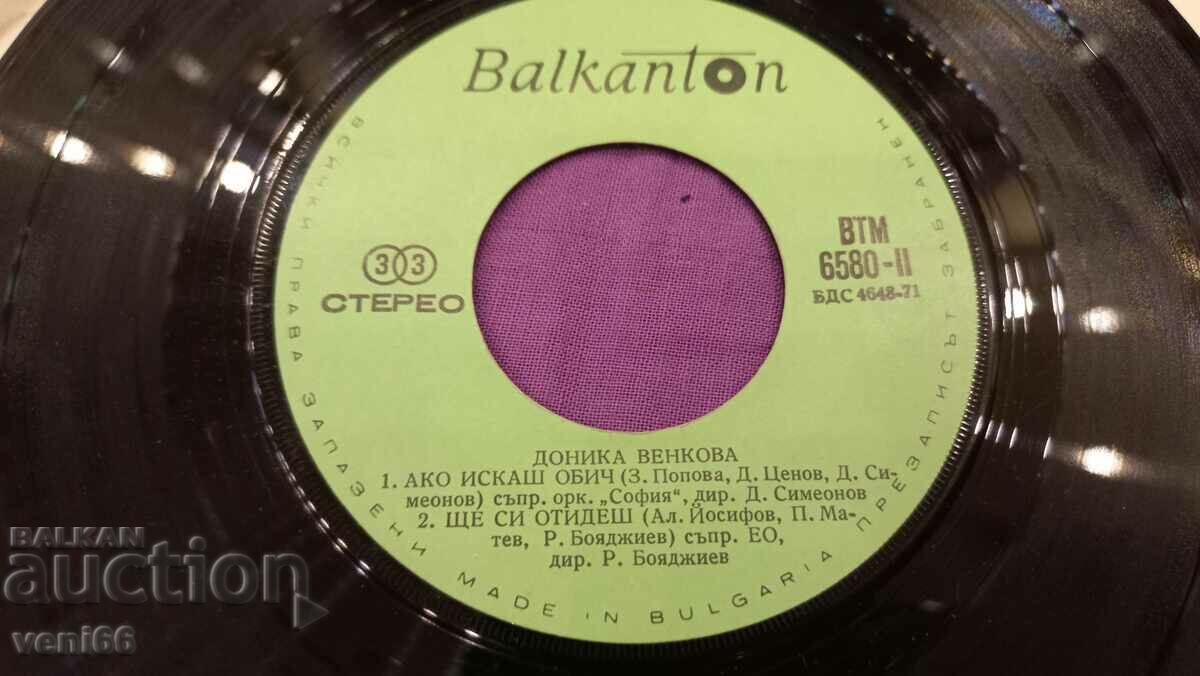 Balkanton
ВСИЧКИ ПРАВА ЗАПАЗЕНИ MADE IN BULGARIA ПРЕЗАПИСЪТ ЗАБРАНЕН
33
СТЕРЕО
ВТМ
6580-II
БДС 4648-71
ДОНИКА ВЕНКОВА
1. АКО ИСКАШ ОБИЧ (З. Попова, Д. Ценов, Д. Си-
меонов) съпр. орк. „София“, дир. Д. Симеонов
2. ЩЕ СИ ОТИДЕШ (Ал. Йосифов, П. Ма-
тев, Р. Бояджиев) съпр. ЕО,
дир. Р. Бояджиев
BALKAN
auction
veni66